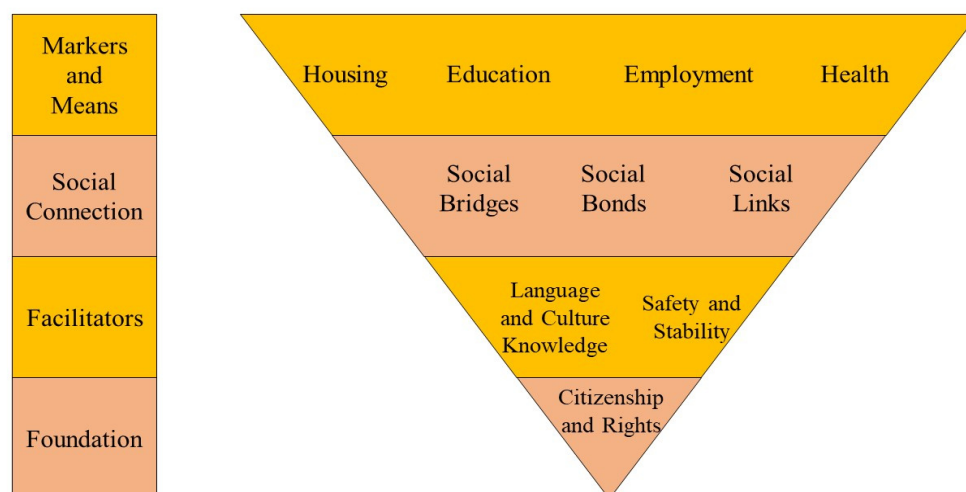 Markers
and
Means
Housing Education Employment Health
Social
Connection
Social
Bridges
Social
Bonds
Social
Links
Facilitators
Language
and Culture
Knowledge
Safety and
Stability
Foundation
Citizenship
and Rights